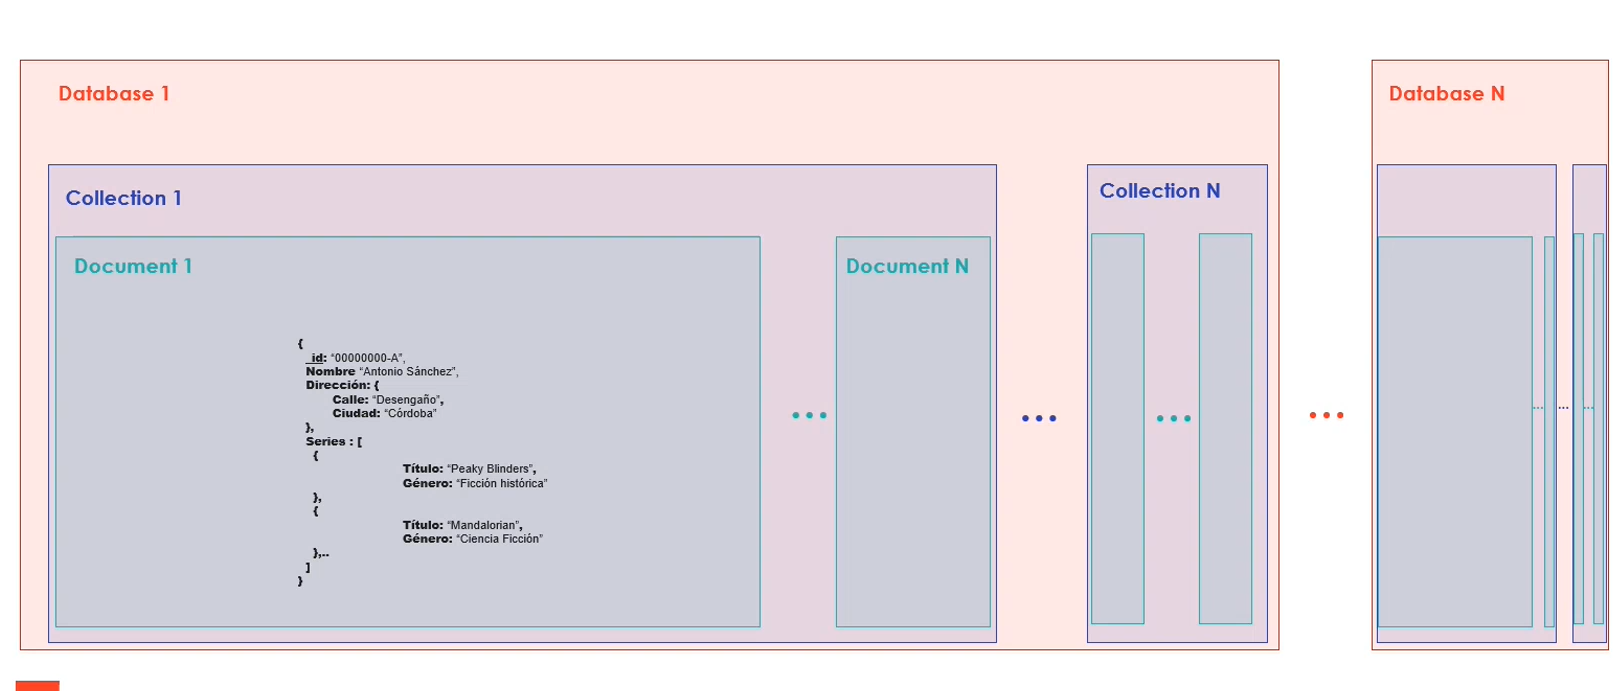 Database 1
Database N
Collection 1
Collection N
Document 1
Document N
{
_id: “00000000-A”,
Nombre “Antonio Sánchez”,
Dirección: {
Calle: “Desengaño”,
Ciudad: “Córdoba”
},
Series : [
{
Título: “Peaky Blinders”,
Género: “Ficción histórica”
},
{
Título: “Mandalorian”,
Género: “Ciencia Ficción”
},..
]
}